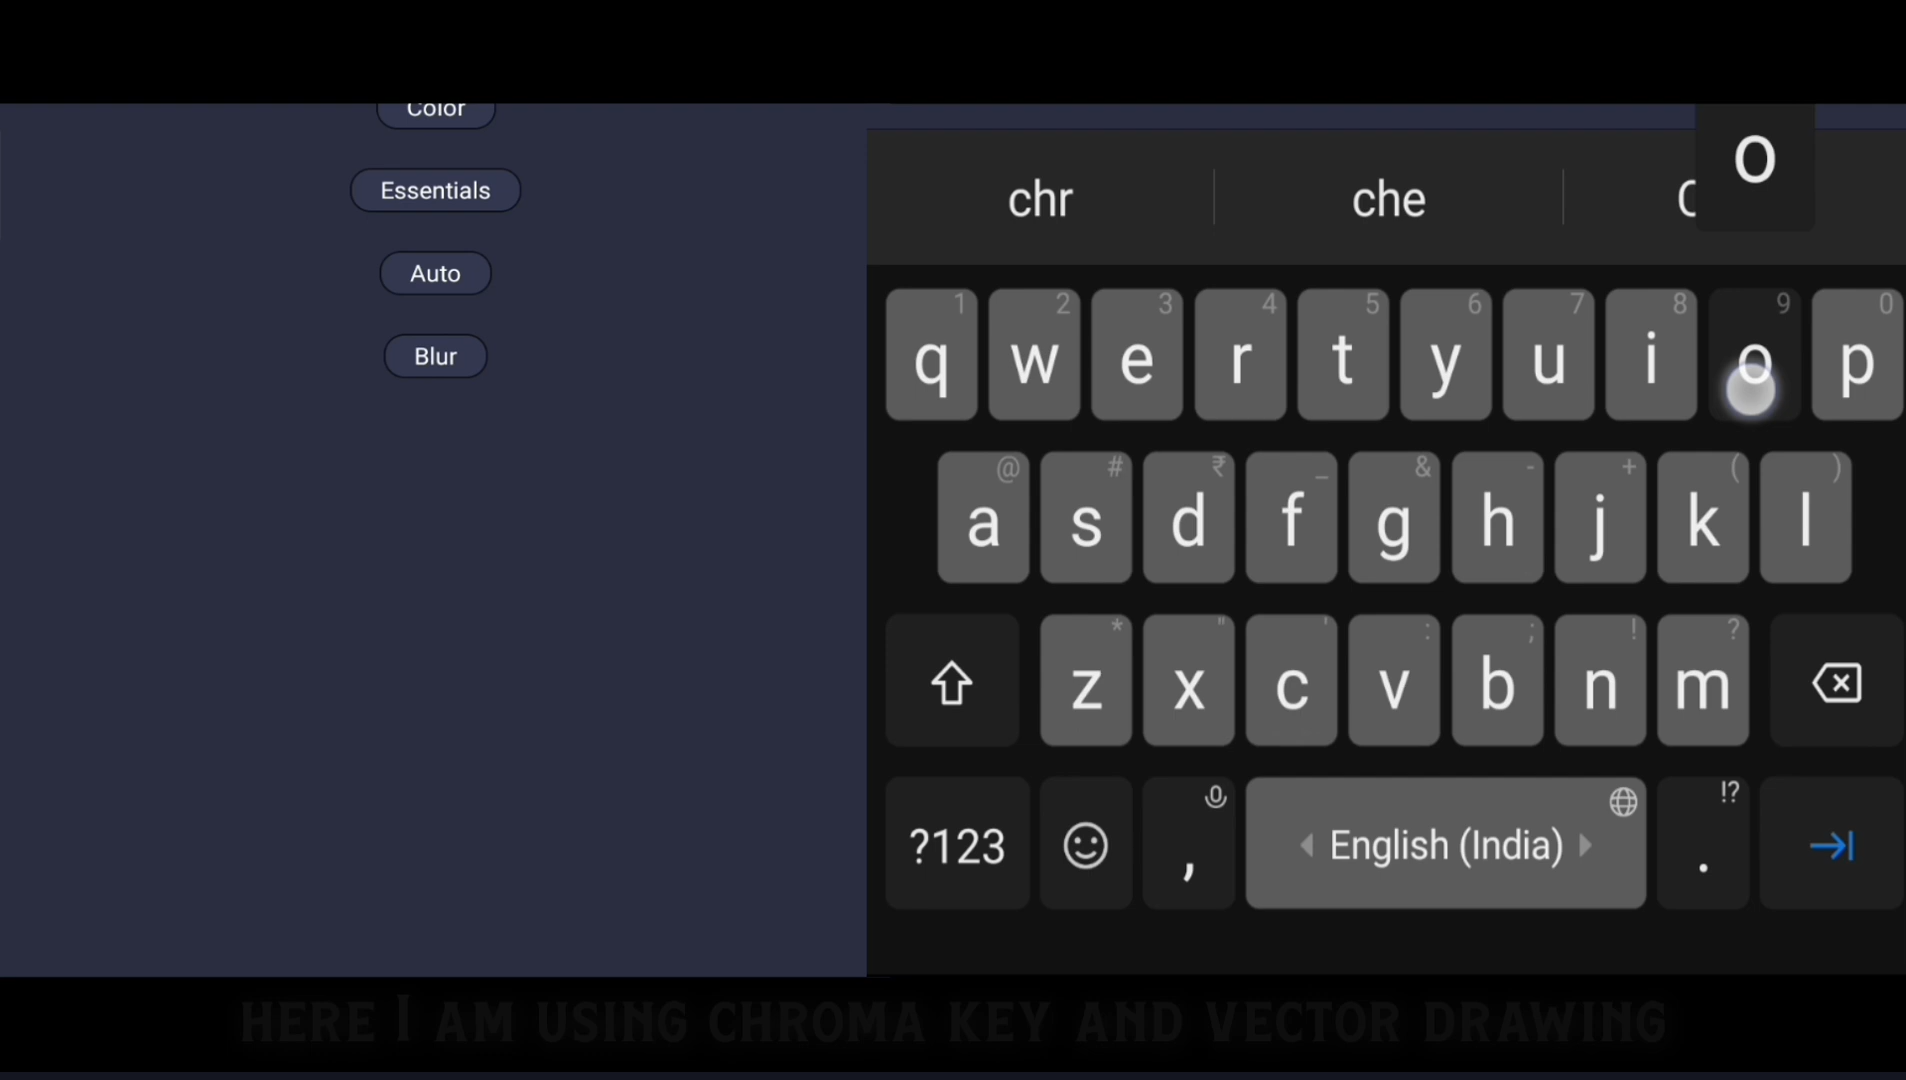 Color
Essentials
Auto
Blur
o
chr
che
1 2 3 4 5 6 7 8 9 0
q w e r t y u i o p
@ # ₹ _ & - + ( )
a s d f g h j k l
* " ' : ; ! ?
z x c v b n m
!?
?123 , English (India) .
HERE I AM USING CHROMA KEY AND VECTOR DRAWING